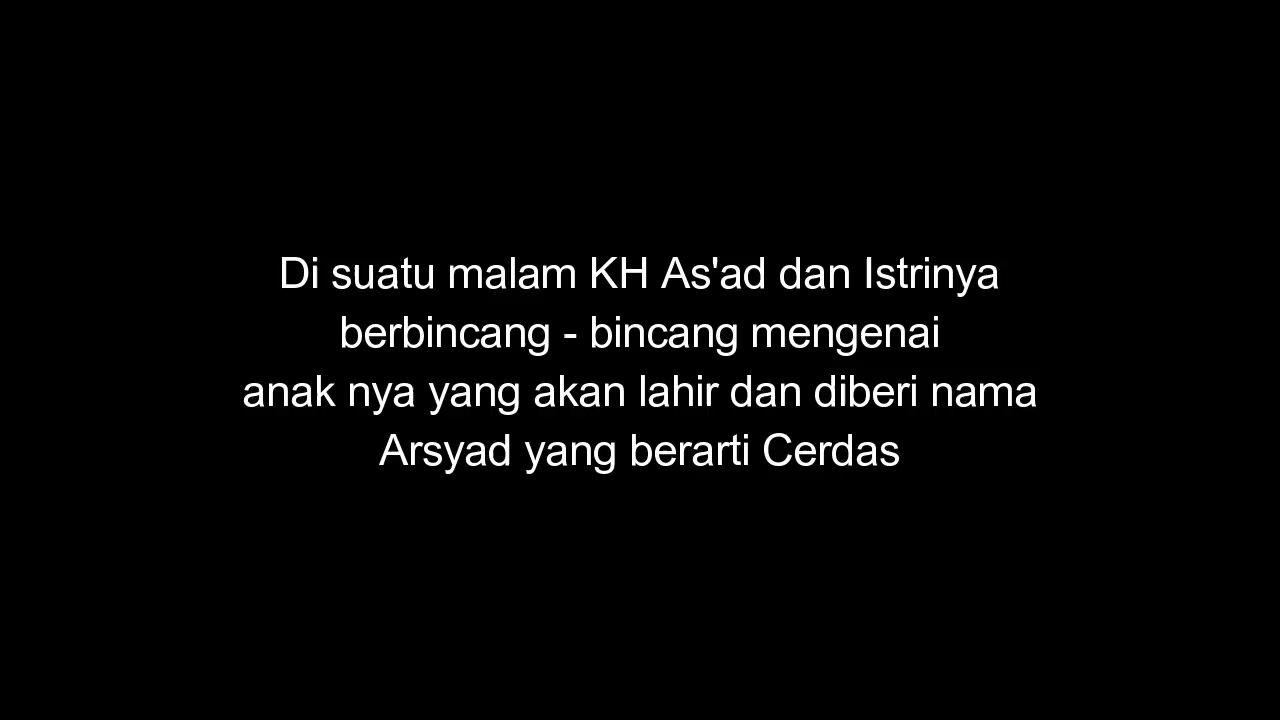 Di suatu malam KH As'ad dan Istrinya
berbincang - bincang mengenai
anak nya yang akan lahir dan diberi nama
Arsyad yang berarti Cerdas